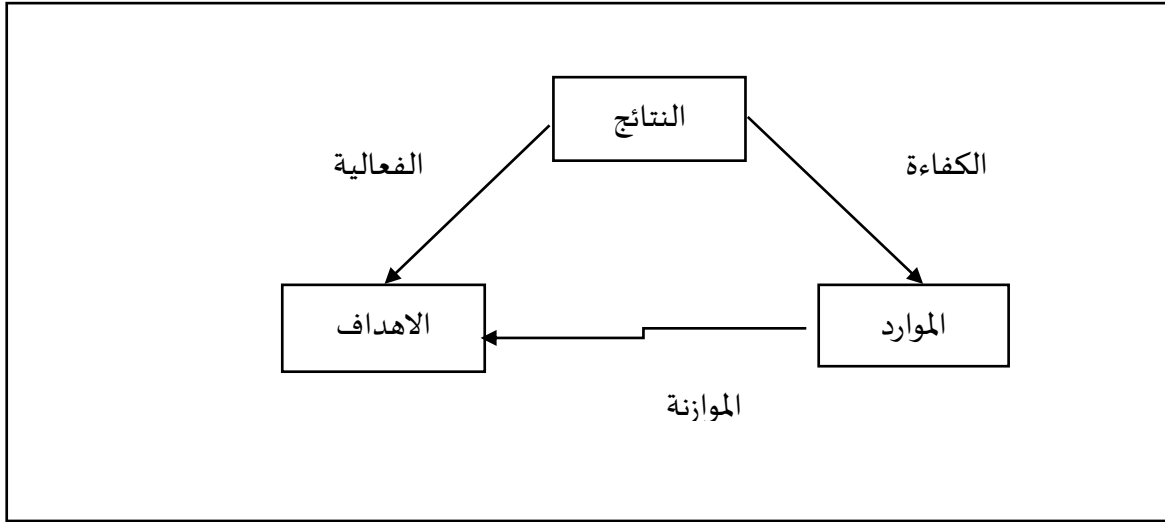 النتائج
الكفاءة
الفعالية
الموارد
الاهداف
الموازنة